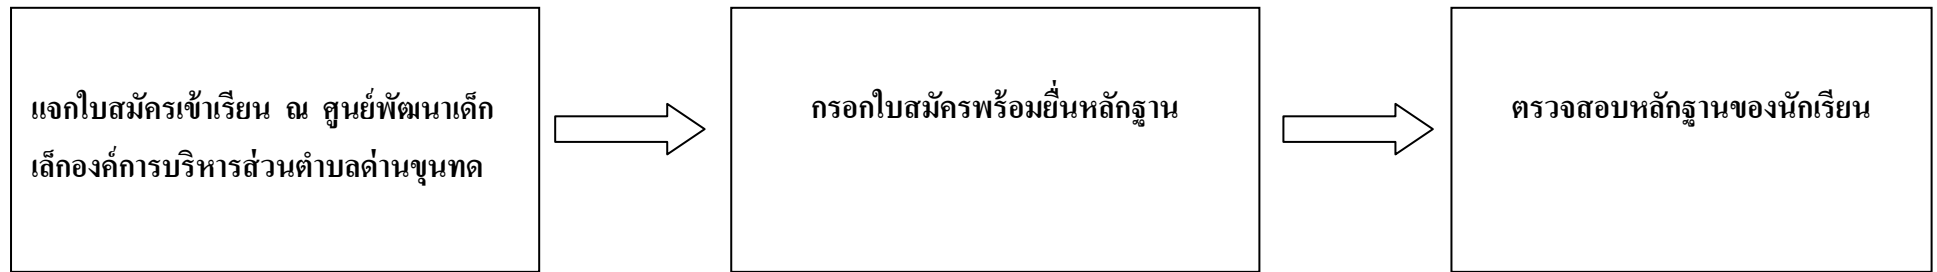 แจกใบสมัครเข้าเรียน ณ ศูนย์พัฒนาเด็ก
เล็กองค์การบริหารส่วนตำบลด่านขุนทด
กรอกใบสมัครพร้อมยื่นหลักฐาน
ตรวจสอบหลักฐานของนักเรียน